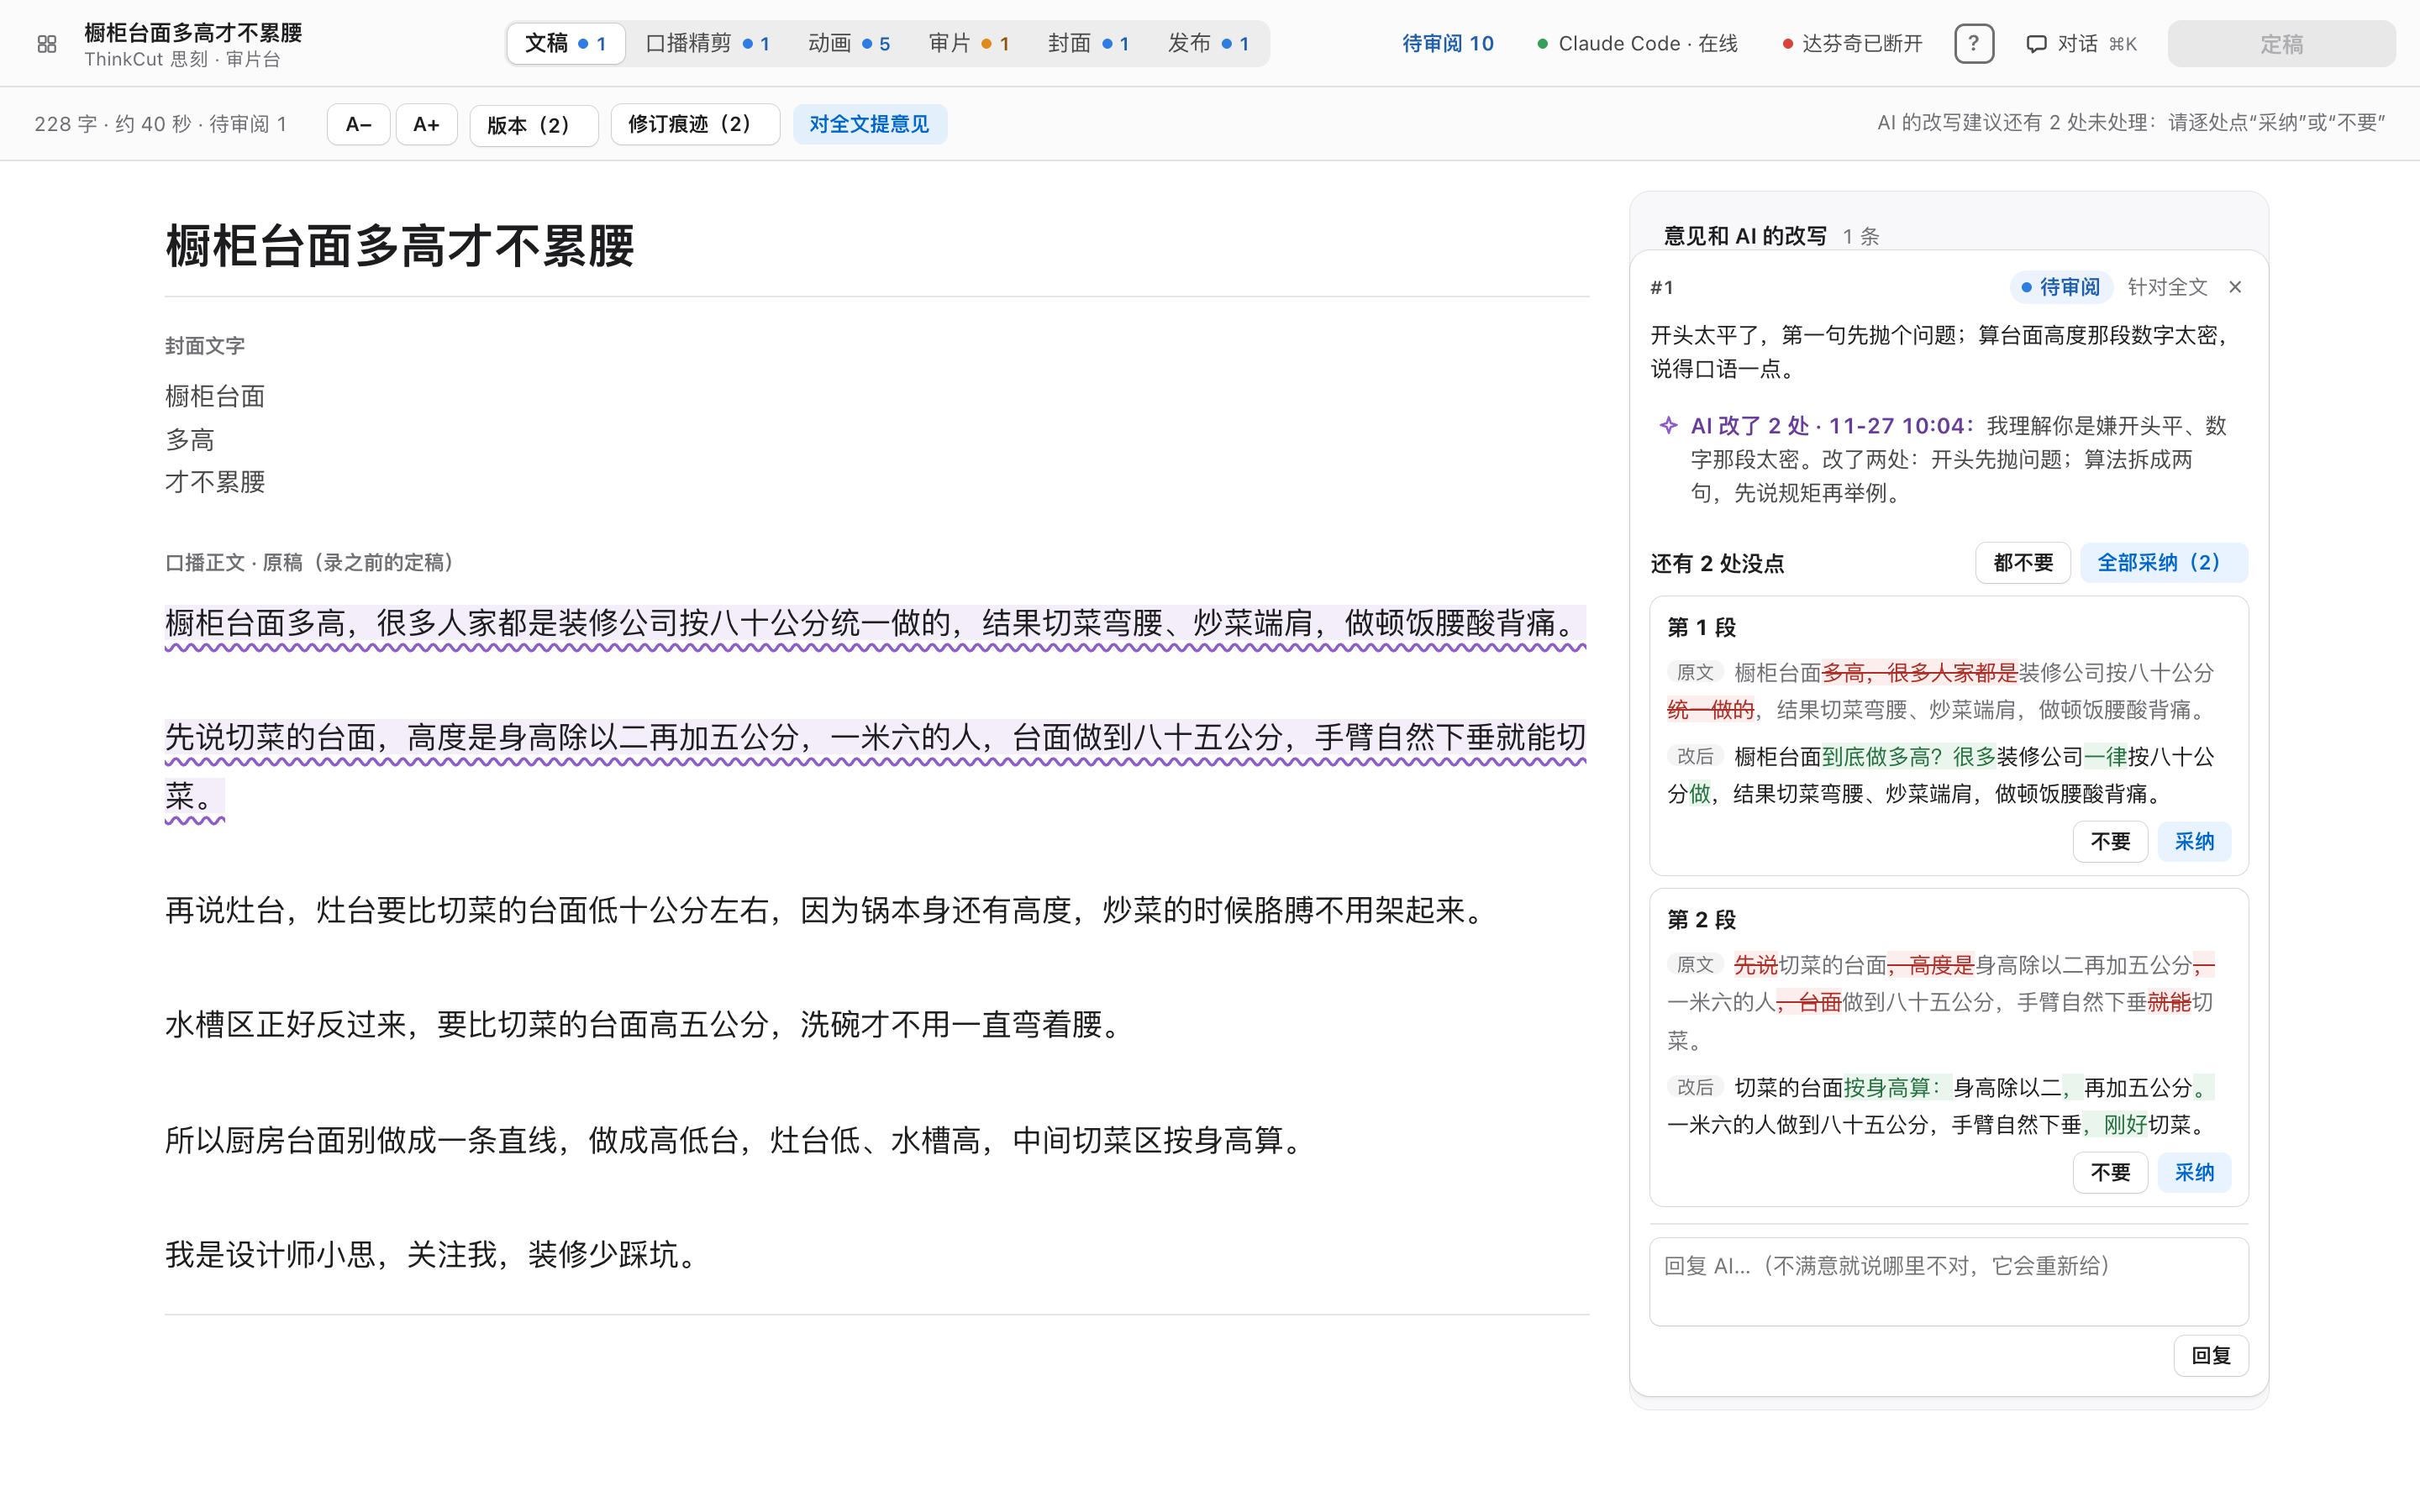 橱柜台面多高才不累腰
ThinkCut 思刻 · 审片台
文稿 1
口播精剪 1
动画 5
审片 1
封面 1
发布 1
待审阅 10
Claude Code · 在线
达芬奇已断开
?
对话 ⌘K
定稿
228 字 · 约 40 秒 · 待审阅 1
A−
A+
版本（2）
修订痕迹（2）
对全文提意见
AI 的改写建议还有 2 处未处理：请逐处点“采纳”或“不要”
橱柜台面多高才不累腰
封面文字
橱柜台面
多高
才不累腰
口播正文 · 原稿（录之前的定稿）
橱柜台面多高，很多人家都是装修公司按八十公分统一做的，结果切菜弯腰、炒菜端肩，做顿饭腰酸背痛。
先说切菜的台面，高度是身高除以二再加五公分，一米六的人，台面做到八十五公分，手臂自然下垂就能切
菜。
再说灶台，灶台要比切菜的台面低十公分左右，因为锅本身还有高度，炒菜的时候胳膊不用架起来。
水槽区正好反过来，要比切菜的台面高五公分，洗碗才不用一直弯着腰。
所以厨房台面别做成一条直线，做成高低台，灶台低、水槽高，中间切菜区按身高算。
我是设计师小思，关注我，装修少踩坑。
意见和 AI 的改写 1 条
#1 待审阅 针对全文 ×
开头太平了，第一句先抛个问题；算台面高度那段数字太密，
说得口语一点。
AI 改了 2 处 · 11-27 10:04：我理解你是嫌开头平、数
字那段太密。改了两处：开头先抛问题；算法拆成两
句，先说规矩再举例。
还有 2 处没点 都不要 全部采纳（2）
第 1 段
原文 橱柜台面多高，很多人家都是装修公司按八十公分
统一做的，结果切菜弯腰、炒菜端肩，做顿饭腰酸背痛。
改后 橱柜台面到底做多高？很多装修公司一律按八十公
分做，结果切菜弯腰、炒菜端肩，做顿饭腰酸背痛。
不要 采纳
第 2 段
原文 先说切菜的台面，高度是身高除以二再加五公分，
一米六的人，台面做到八十五公分，手臂自然下垂就能切
菜。
改后 切菜的台面按身高算：身高除以二，再加五公分。
一米六的人做到八十五公分，手臂自然下垂，刚好切菜。
不要 采纳
回复 AI...（不满意就说哪里不对，它会重新给）
回复